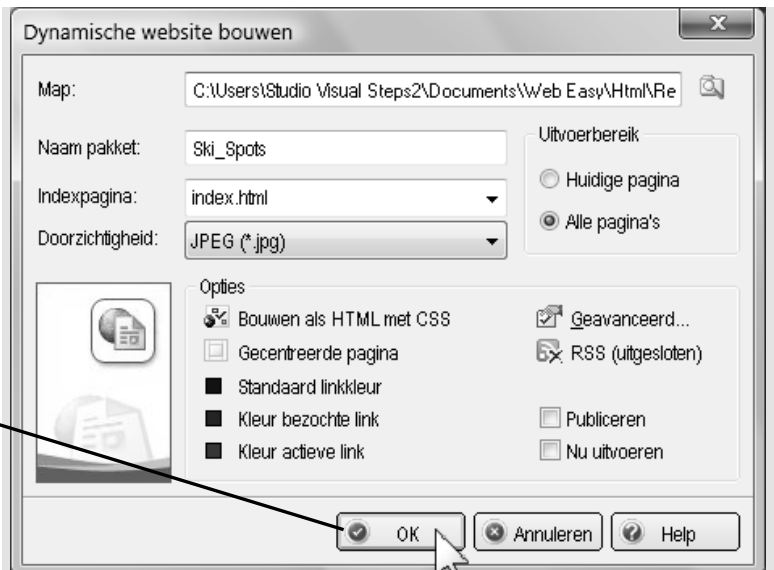 Dynamische website bouwen
Map: C:\Users\Studio Visual Steps2\Documents\Web Easy\Html\Re
Naam pakket: Ski_Spots
Indexpagina: index.html
Doorzichtigheid: JPEG (*.jpg)
Uitvoerbereik
Huidige pagina
Alle pagina's
Opties
Bouwen als HTML met CSS
Gecentreerde pagina
Standaard linkkleur
Kleur bezochte link
Kleur actieve link
Geavanceerd...
RSS (uitgesloten)
Publiceren
Nu uitvoeren
OK
Annuleren
Help